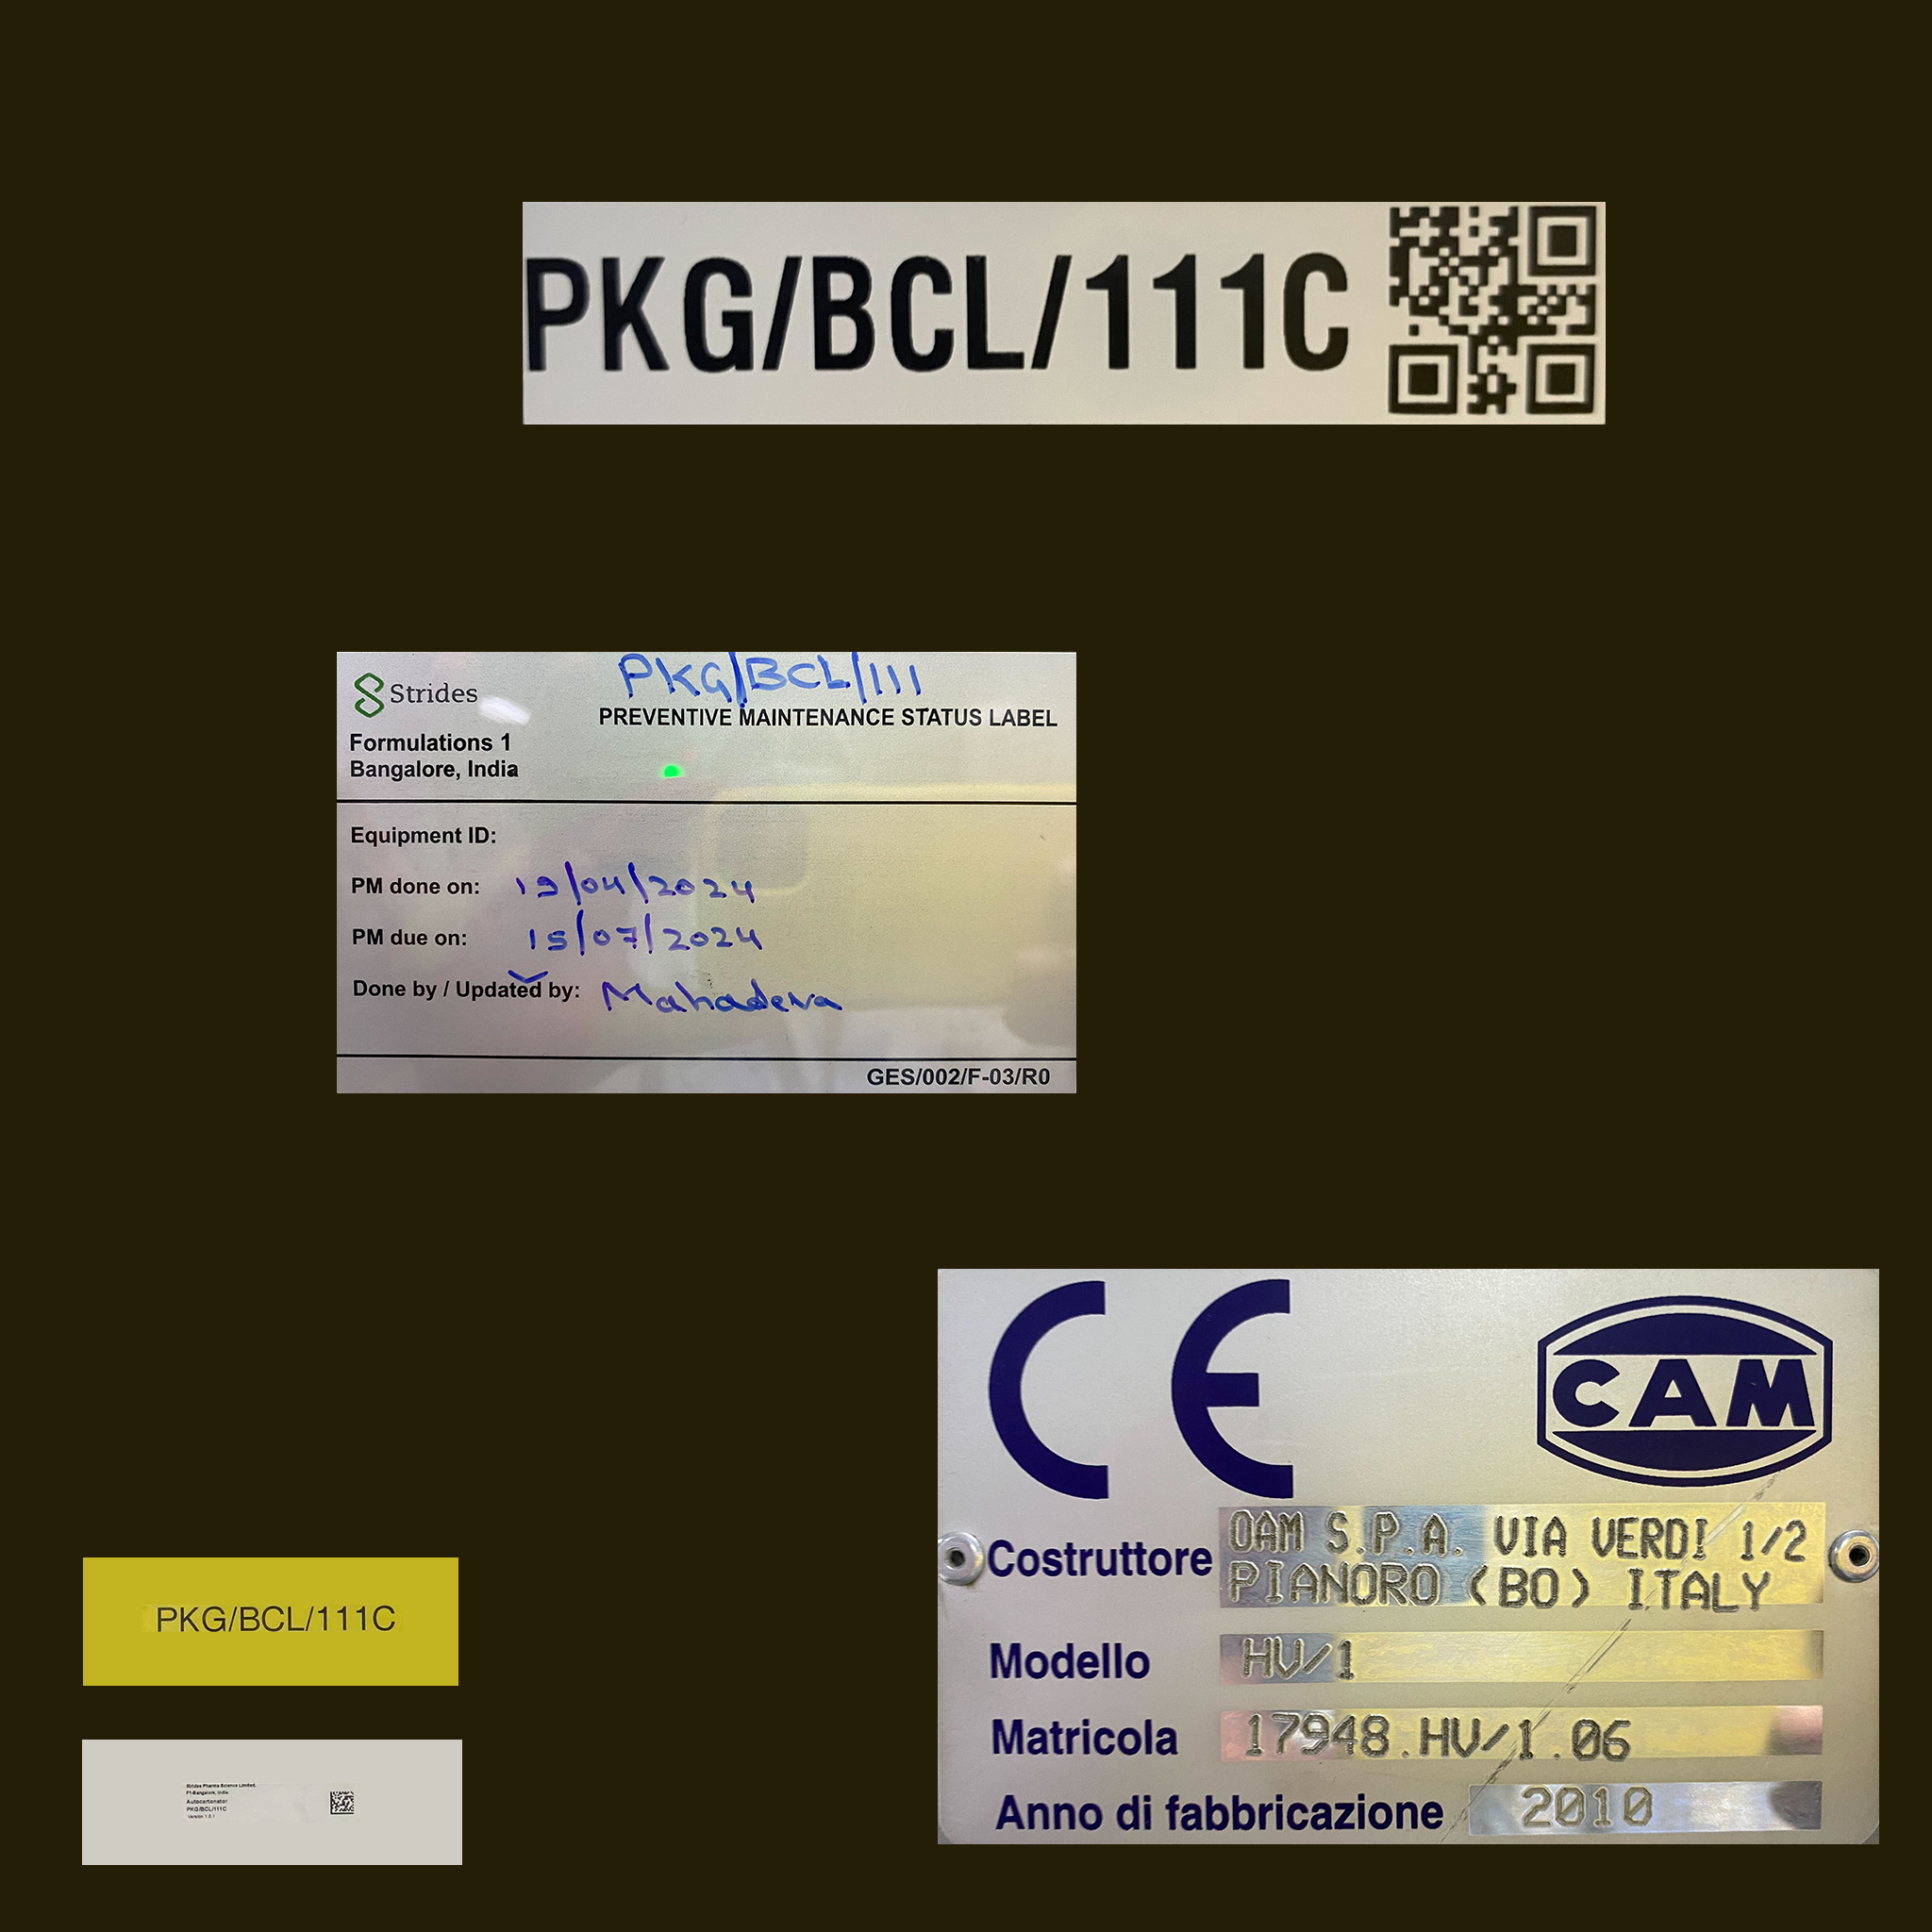 PKG/BCL/111C
PKG/BCL/111
Strides
PREVENTIVE MAINTENANCE STATUS LABEL
Formulations 1
Bangalore, India
Equipment ID:
PM done on: 19/04/2024
PM due on: 15/07/2024
Done by / Updated by: Mahadeva
GES/002/F-03/R0
CE
CAM
Costruttore OAM S.P.A. VIA VERDI 1/2
PIANORO (BO) ITALY
Modello HV/1
Matricola 17948.HV/1.06
Anno di fabbricazione 2010
PKG/BCL/111C
Strides Pharma Science Limited,
F1-Bangalore, India
Autocartonator
PKG/BCL/111C
Version 1.0.1